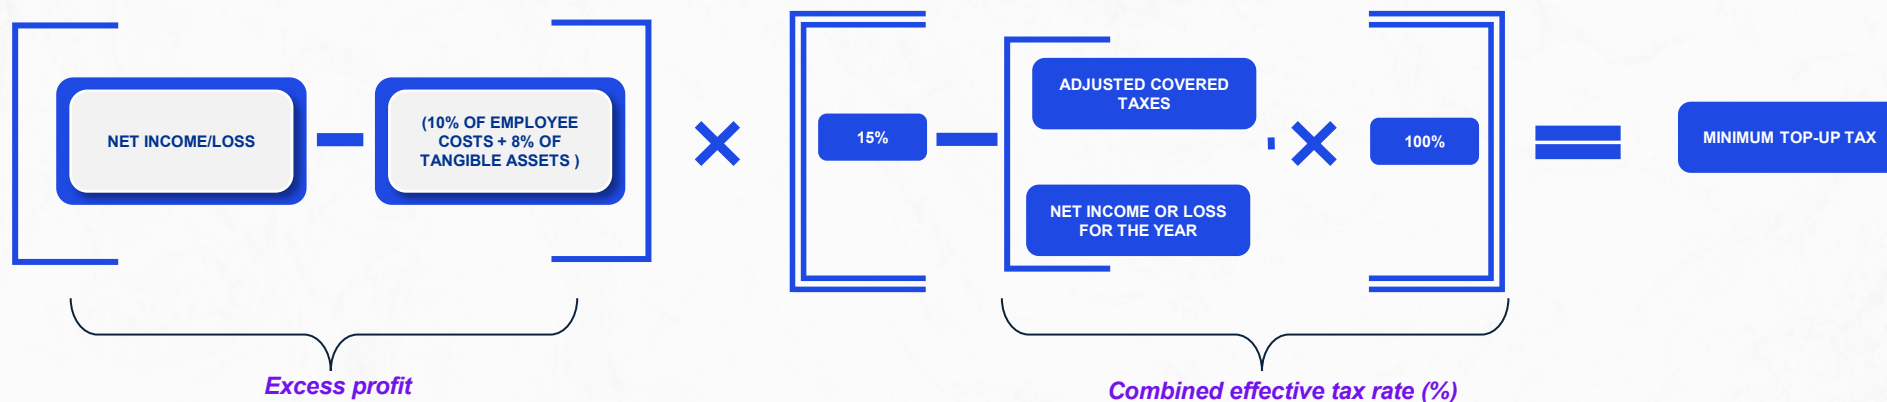 NET INCOME/LOSS
(10% OF EMPLOYEE
COSTS + 8% OF
TANGIBLE ASSETS )
15%
ADJUSTED COVERED
TAXES
NET INCOME OR LOSS
FOR THE YEAR
100%
MINIMUM TOP-UP TAX
Excess profit
Combined effective tax rate (%)